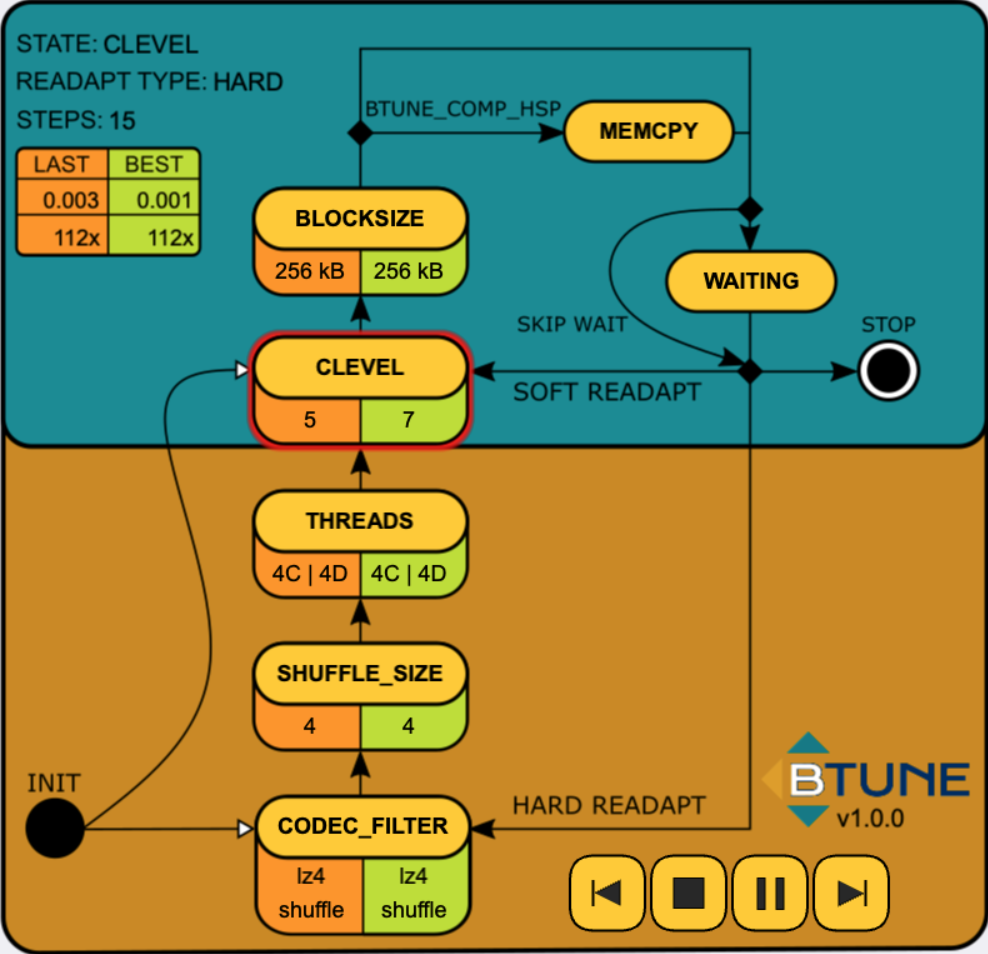 STATE: CLEVEL
READAPT TYPE: HARD
STEPS: 15
LAST BEST
0.003 0.001
112x 112x
BTUNE_COMP_HSP
MEMCPY
BLOCKSIZE
256 kB 256 kB
WAITING
SKIP WAIT
STOP
CLEVEL
5 7
SOFT READAPT
THREADS
4C | 4D 4C | 4D
SHUFFLE_SIZE
4 4
INIT
HARD READAPT
CODEC_FILTER
lz4 lz4
shuffle shuffle
BTUNE
v1.0.0